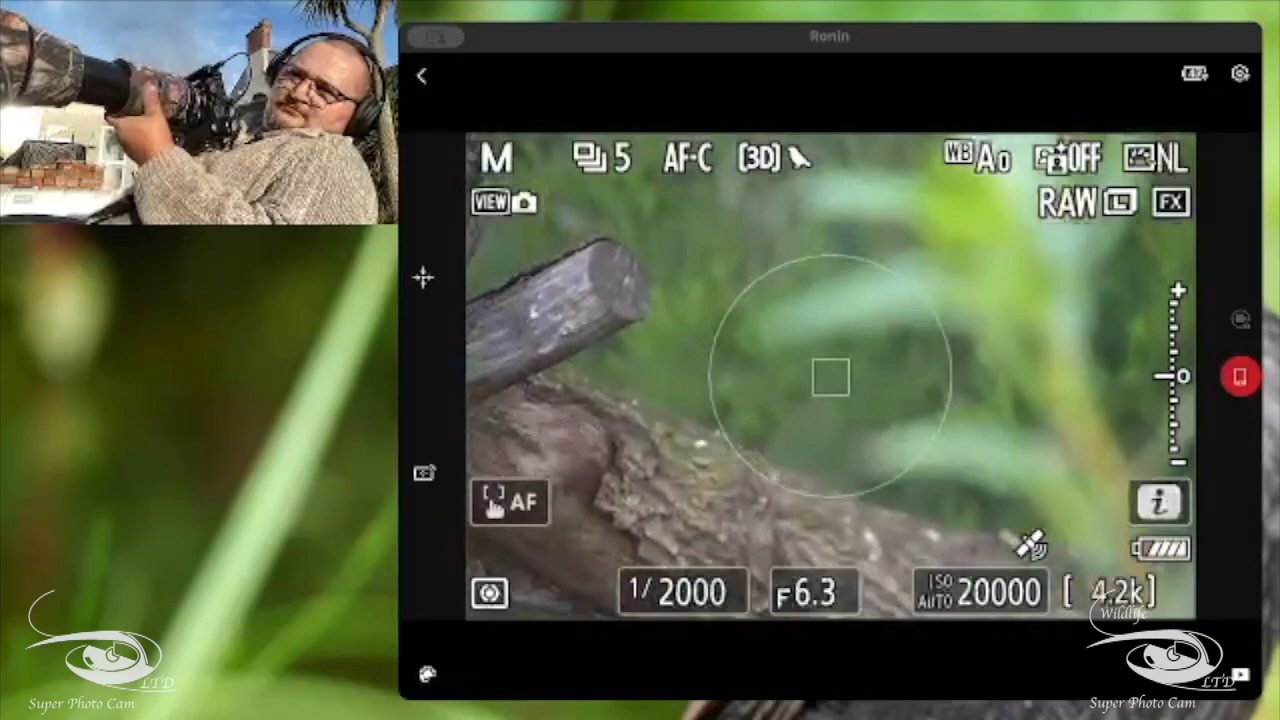 Ronin
M 5 AF-C [3D] WB A0 OFF NL
VIEW RAW L FX
+
0
AF
i
1/2000 F6.3 ISO AUTO 20000 [ 4.2k]
Wildlife
LTD
Super Photo Cam
LTD
Super Photo Cam